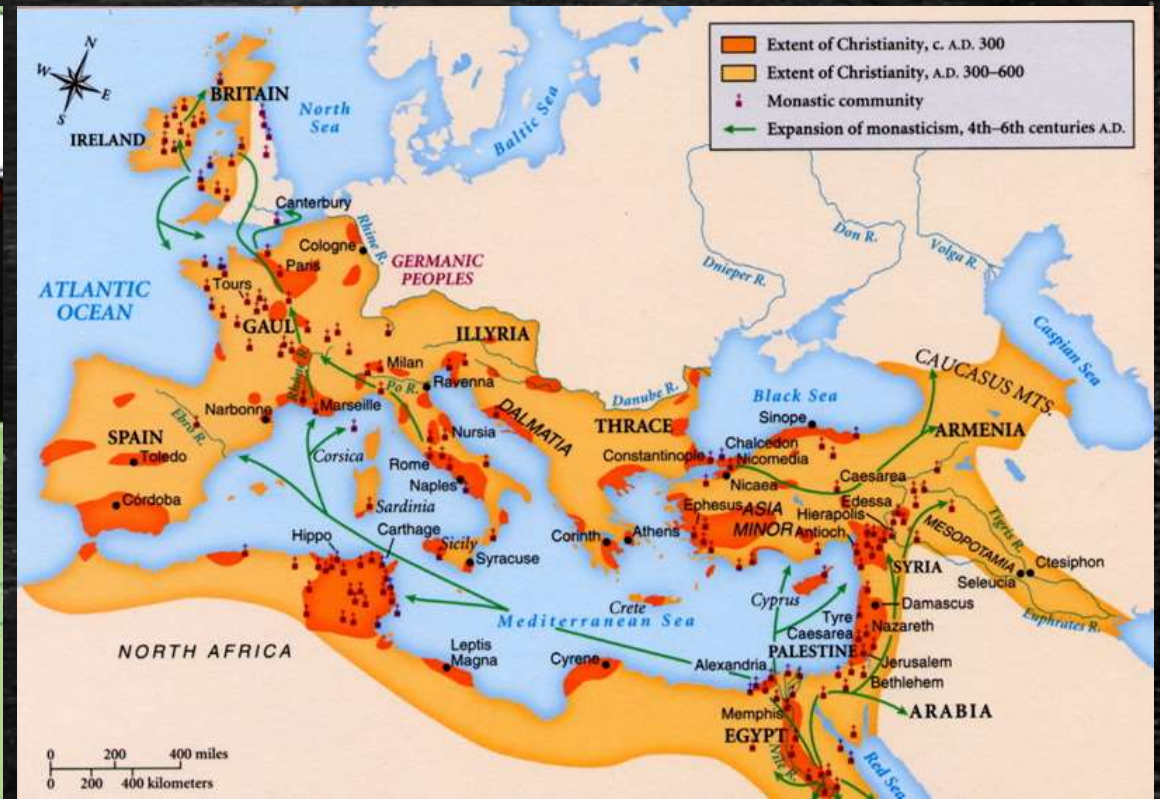 N
W
E
S
Extent of Christianity, c. A.D. 300
Extent of Christianity, A.D. 300–600
Monastic community
Expansion of monasticism, 4th–6th centuries A.D.
BRITAIN
North
Sea
Baltic Sea
IRELAND
Canterbury
Cologne
Rhine R.
GERMANIC
PEOPLES
Don R.
Volga R.
Dnieper R.
Paris
Tours
ATLANTIC
OCEAN
GAUL
ILLYRIA
Caspian Sea
Milan
CAUCASUS MTS.
Rhône R.
Po R.
Ravenna
Danube R.
Black Sea
Narbonne
Marseille
DALMATIA
Sinope
Ebro R.
Nursia
THRACE
Chalcedon
ARMENIA
SPAIN
Toledo
Corsica
Rome
Constantinople
Nicomedia
Naples
Nicaea
Caesarea
Córdoba
Sardinia
Ephesus
ASIA
MINOR
Hierapolis
Edessa
Tigris R.
Hippo
Carthage
Sicily
Corinth
Athens
Antioch
MESOPOTAMIA
Syracuse
SYRIA
Ctesiphon
Seleucia
Crete
Cyprus
Damascus
Mediterranean Sea
Tyre
Nazareth
Euphrates R.
Caesarea
NORTH AFRICA
Leptis
Magna
Cyrene
Alexandria
PALESTINE
Jerusalem
Bethlehem
Memphis
ARABIA
EGYPT
Nile R.
Red Sea
0 200 400 miles
0 200 400 kilometers